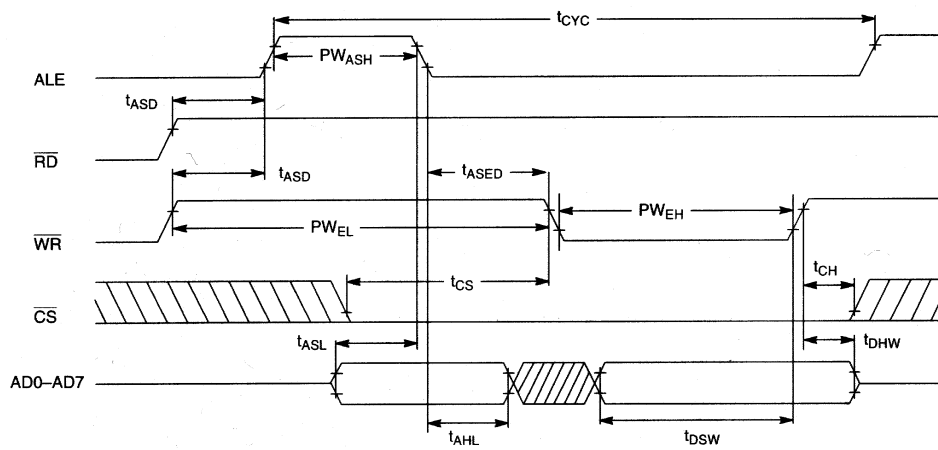 tCYC
ALE
PWASH
tASD
RD
tASD
tASED
WR
PWEL
PWEH
CS
tCS
tCH
tASL
tDHW
AD0–AD7
tAHL
tDSW